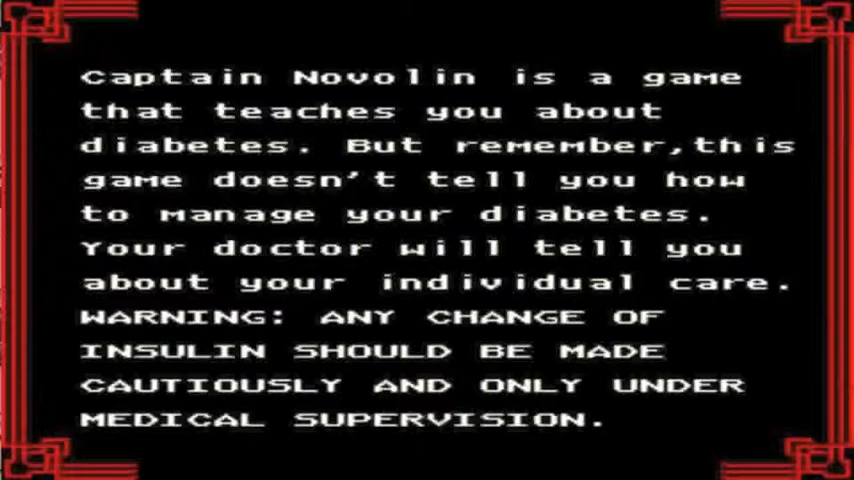 Captain Novolin is a game
that teaches you about
diabetes. But remember,this
game doesn't tell you how
to manage your diabetes.
Your doctor will tell you
about your individual care.
WARNING: ANY CHANGE OF
INSULIN SHOULD BE MADE
CAUTIOUSLY AND ONLY UNDER
MEDICAL SUPERVISION.